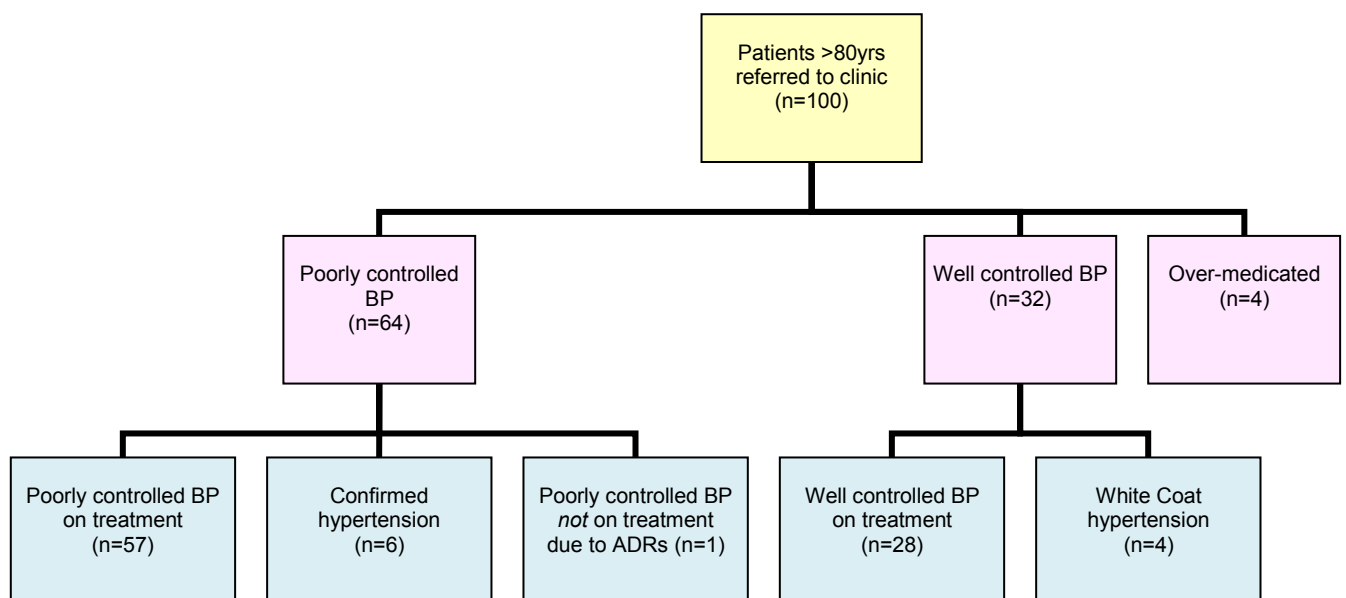 Patients >80yrs
referred to clinic
(n=100)
Poorly controlled
BP
(n=64)
Well controlled BP
(n=32)
Over-medicated
(n=4)
Poorly controlled BP
on treatment
(n=57)
Confirmed
hypertension
(n=6)
Poorly controlled BP
not on treatment
due to ADRs (n=1)
Well controlled BP
on treatment
(n=28)
White Coat
hypertension
(n=4)